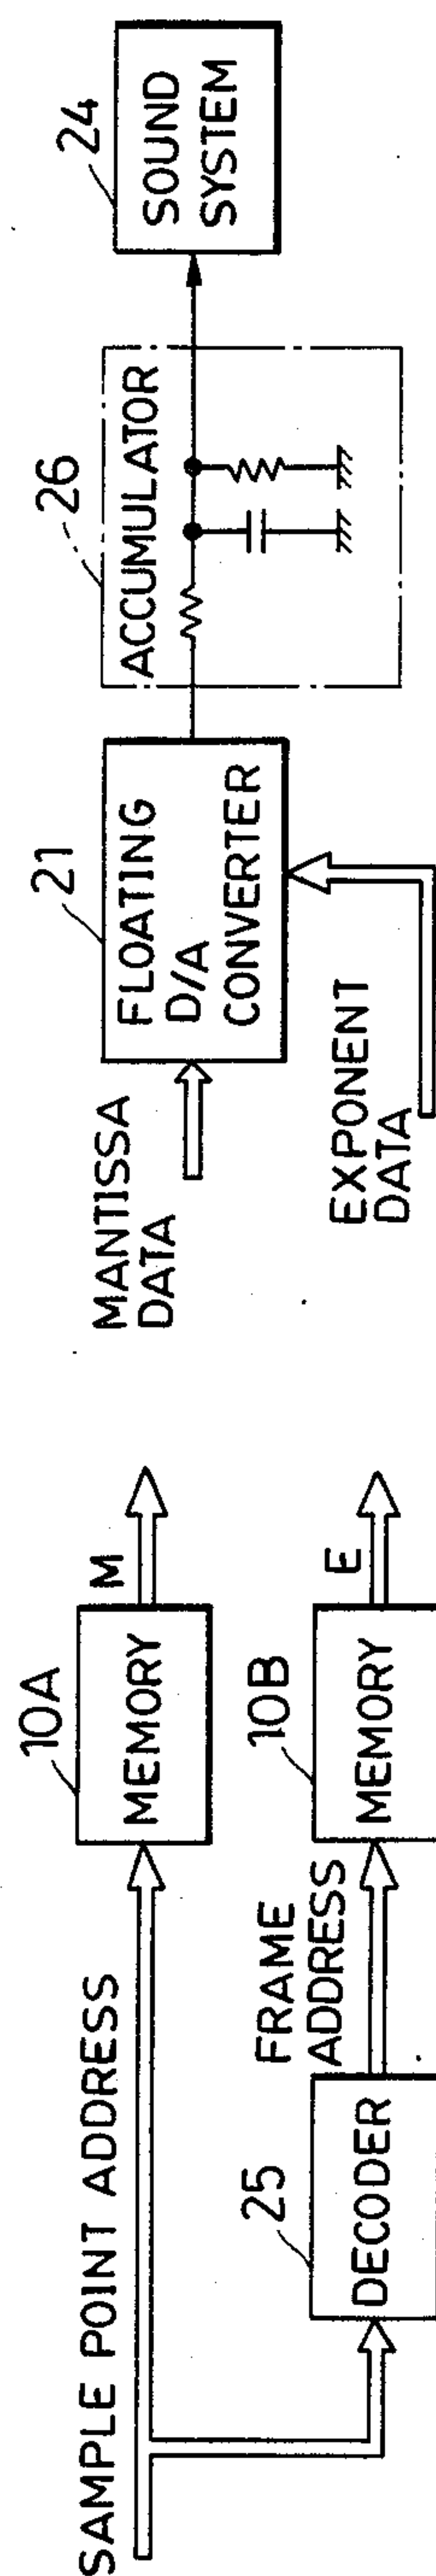 SAMPLE POINT ADDRESS
10A
MEMORY
M
25
DECODER
FRAME
ADDRESS
10B
MEMORY
E
MANTISSA
DATA
21
FLOATING
D/A
CONVERTER
EXPONENT
DATA
26
ACCUMULATOR
24
SOUND
SYSTEM